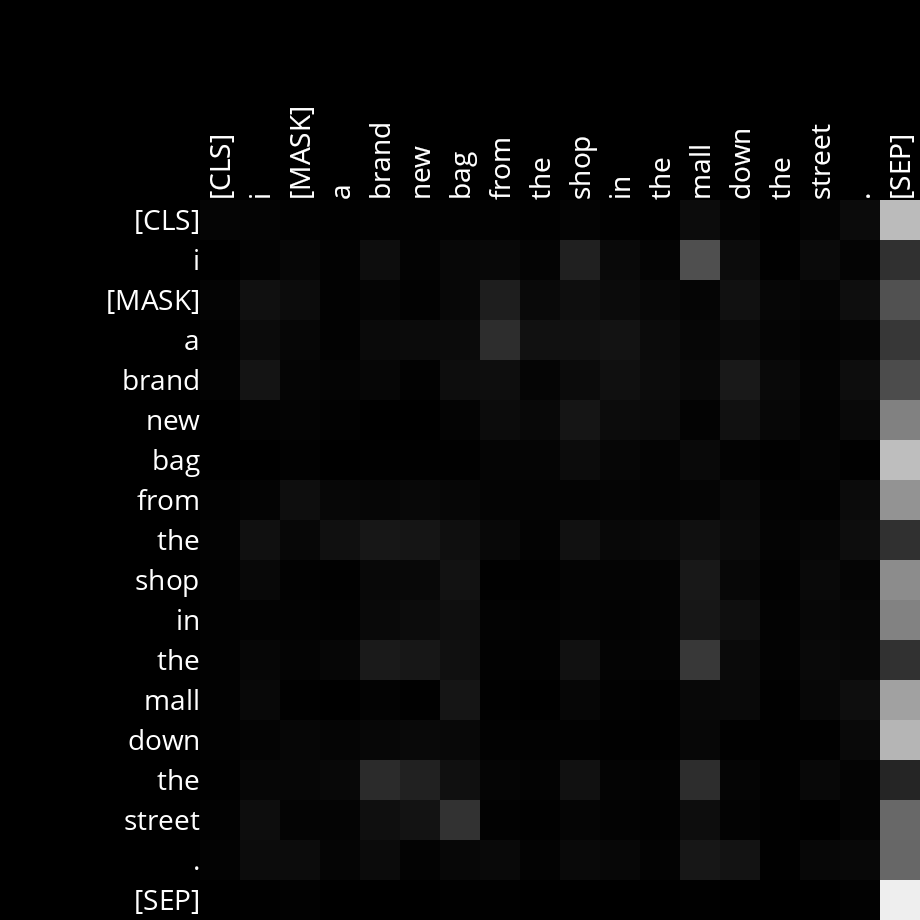 [CLS] i [MASK] a brand new bag from the shop in the mall down the street . [SEP]
[CLS]
i
[MASK]
a
brand
new
bag
from
the
shop
in
the
mall
down
the
street
.
[SEP]